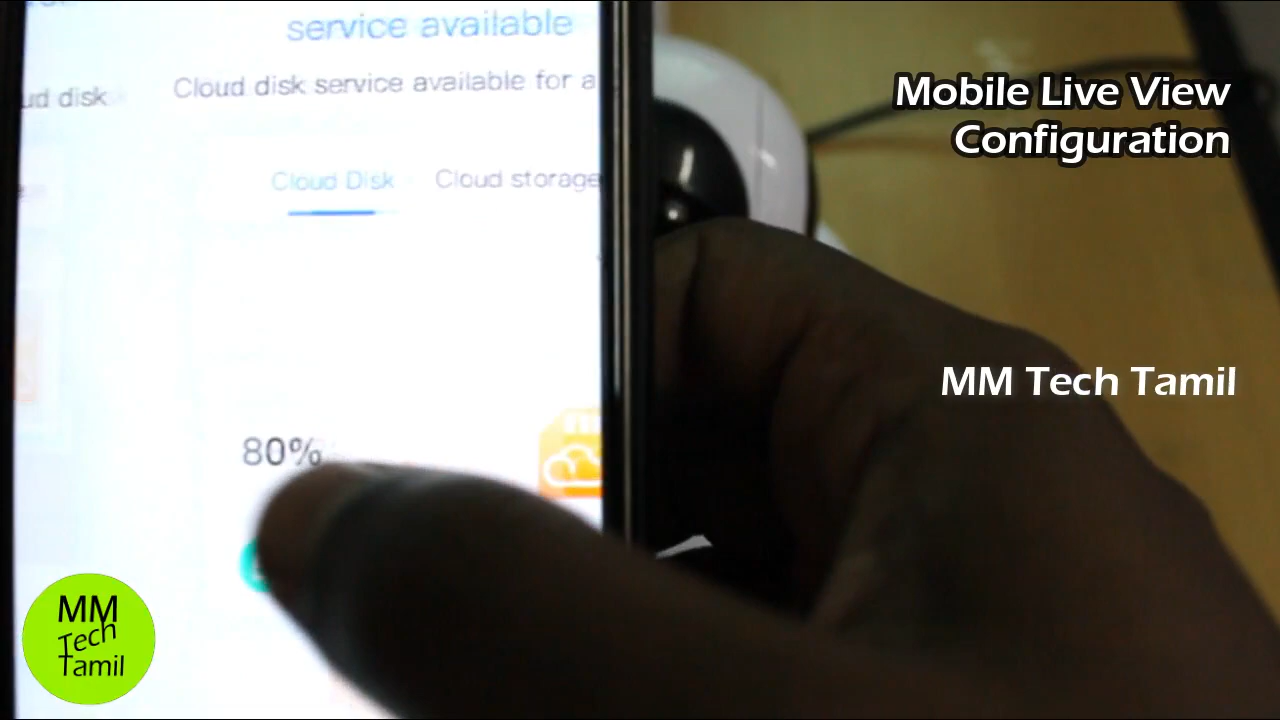 service available
Cloud disk service available for a
ud disk
Cloud Disk
Cloud storage
80%
Mobile Live View
Configuration
MM Tech Tamil
MM
Tech
Tamil